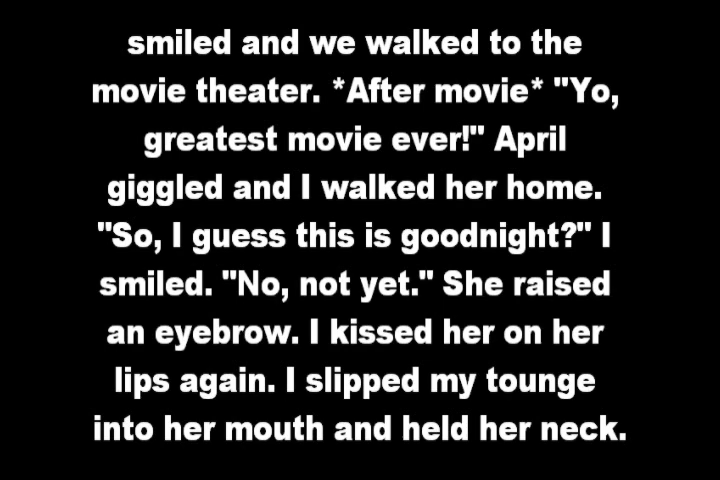 smiled and we walked to the
movie theater. *After movie* "Yo,
greatest movie ever!" April
giggled and I walked her home.
"So, I guess this is goodnight?" I
smiled. "No, not yet." She raised
an eyebrow. I kissed her on her
lips again. I slipped my tounge
into her mouth and held her neck.